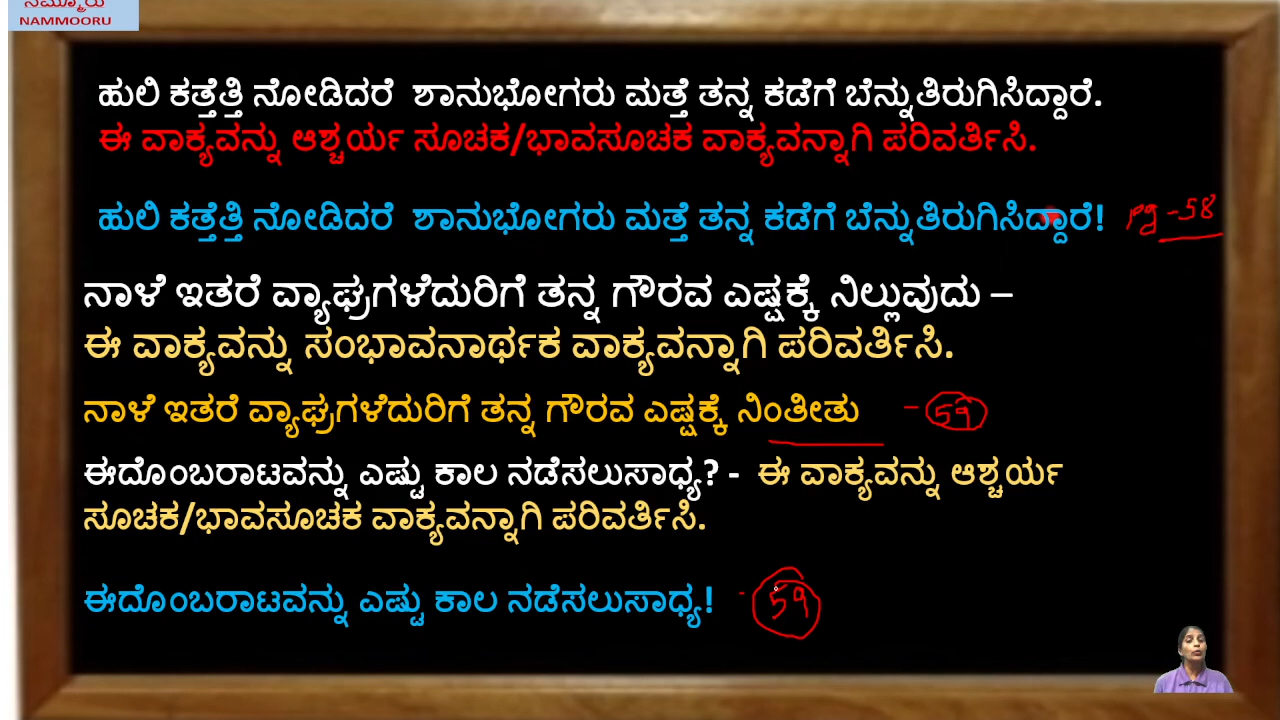 ನಮ್ಮೂರು
NAMMOORU
ಹುಲಿ ಕತ್ತೆತ್ತಿ ನೋಡಿದರೆ ಶಾನುಭೋಗರು ಮತ್ತೆ ತನ್ನ ಕಡೆಗೆ ಬೆನ್ನುತಿರುಗಿಸಿದ್ದಾರೆ.
ಈ ವಾಕ್ಯವನ್ನು ಆಶ್ಚರ್ಯ ಸೂಚಕ/ಭಾವಸೂಚಕ ವಾಕ್ಯವನ್ನಾಗಿ ಪರಿವರ್ತಿಸಿ.
ಹುಲಿ ಕತ್ತೆತ್ತಿ ನೋಡಿದರೆ ಶಾನುಭೋಗರು ಮತ್ತೆ ತನ್ನ ಕಡೆಗೆ ಬೆನ್ನುತಿರುಗಿಸಿದ್ದಾರೆ! pg-58
ನಾಳೆ ಇತರೆ ವ್ಯಾಘ್ರಗಳೆದುರಿಗೆ ತನ್ನ ಗೌರವ ಎಷ್ಟಕ್ಕೆ ನಿಲ್ಲುವುದು –
ಈ ವಾಕ್ಯವನ್ನು ಸಂಭಾವನಾರ್ಥಕ ವಾಕ್ಯವನ್ನಾಗಿ ಪರಿವರ್ತಿಸಿ.
ನಾಳೆ ಇತರೆ ವ್ಯಾಘ್ರಗಳೆದುರಿಗೆ ತನ್ನ ಗೌರವ ಎಷ್ಟಕ್ಕೆ ನಿಂತೀತು - 59
ಈದೊಂಬರಾಟವನ್ನು ಎಷ್ಟು ಕಾಲ ನಡೆಸಲುಸಾಧ್ಯ? - ಈ ವಾಕ್ಯವನ್ನು ಆಶ್ಚರ್ಯ
ಸೂಚಕ/ಭಾವಸೂಚಕ ವಾಕ್ಯವನ್ನಾಗಿ ಪರಿವರ್ತಿಸಿ.
ಈದೊಂಬರಾಟವನ್ನು ಎಷ್ಟು ಕಾಲ ನಡೆಸಲುಸಾಧ್ಯ! - 59